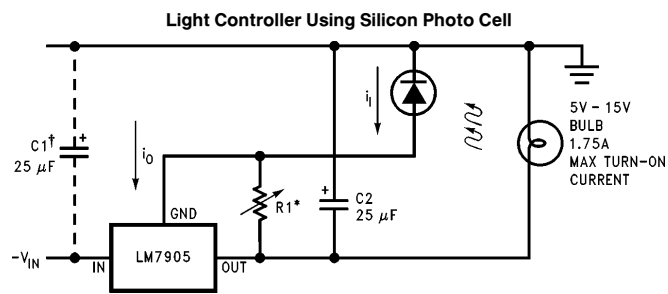 Light Controller Using Silicon Photo Cell
C1†
+
25 μF
iO
GND
-VIN
IN
LM7905
OUT
R1*
+
C2
25 μF
iI
5V - 15V
BULB
1.75A
MAX TURN-ON
CURRENT